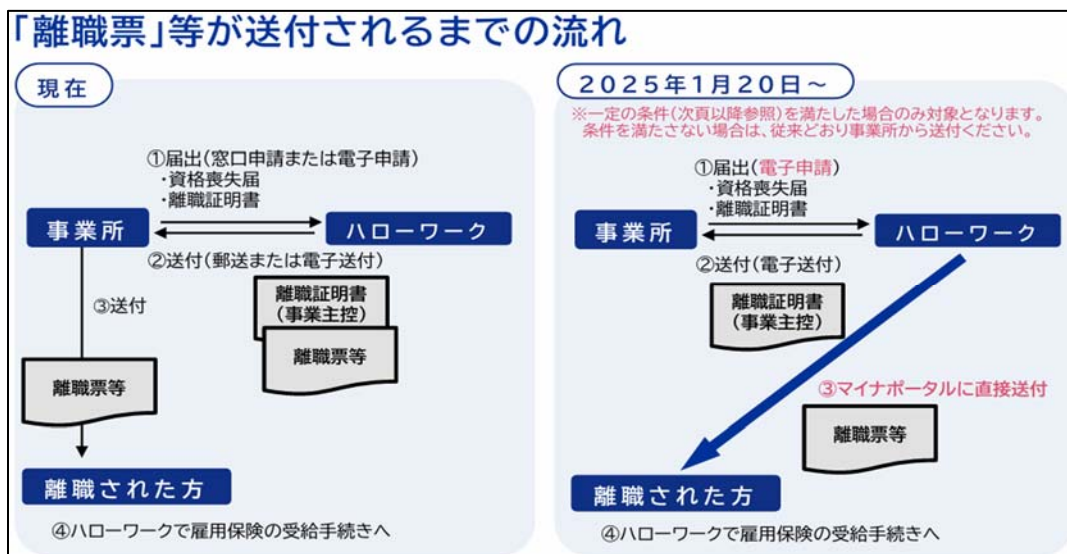 「離職票」等が送付されるまでの流れ
現在
①届出(窓口申請または電子申請)
・資格喪失届
・離職証明書
事業所
ハローワーク
②送付(郵送または電子送付)
離職証明書
(事業主控)
離職票等
③送付
離職票等
離職された方
④ハローワークで雇用保険の受給手続きへ
2025年1月20日～
※一定の条件(次頁以降参照)を満たした場合のみ対象となります。
条件を満たさない場合は、従来どおり事業所から送付ください。
①届出(電子申請)
・資格喪失届
・離職証明書
事業所
ハローワーク
②送付(電子送付)
離職証明書
(事業主控)
③マイナポータルに直接送付
離職票等
離職された方
④ハローワークで雇用保険の受給手続きへ